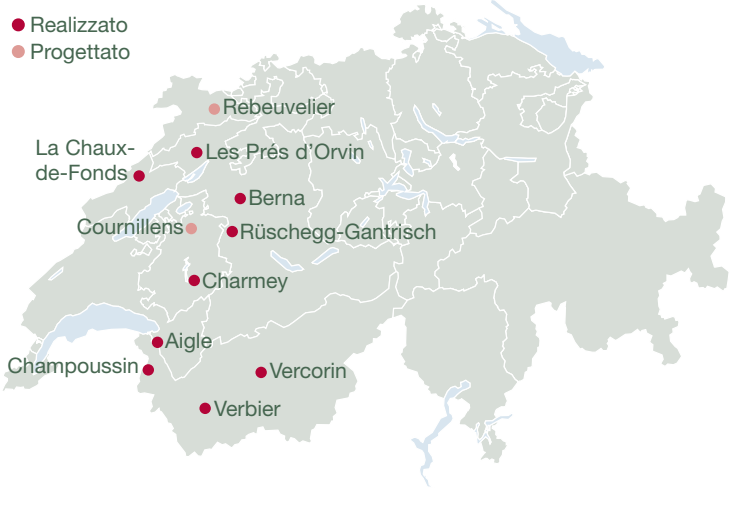 Realizzato
Progettato
Rebeuvelier
La Chaux-
de-Fonds
Les Prés d’Orvin
Berna
Cournillens
Rüschegg-Gantrisch
Charmey
Aigle
Champoussin
Vercorin
Verbier